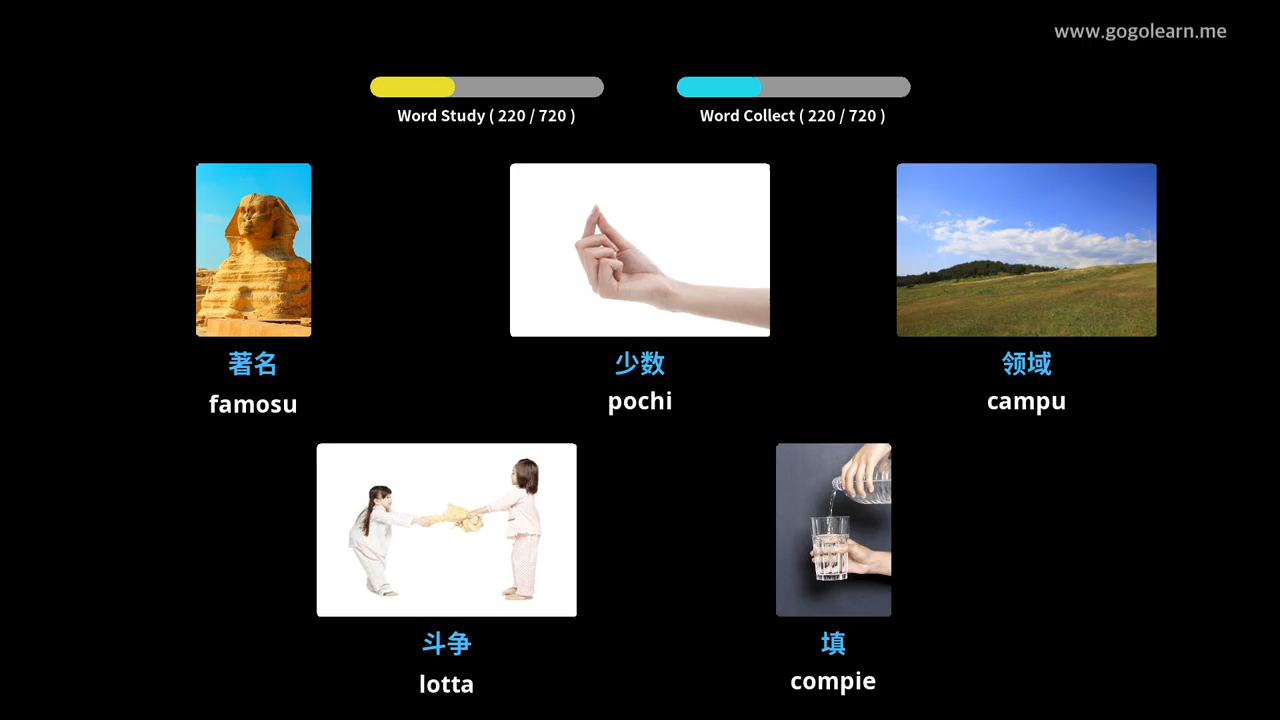 www.gogolearn.me
Word Study ( 220 / 720 )
Word Collect ( 220 / 720 )
著名
famosu
少数
pochi
领域
campu
斗争
lotta
填
compie